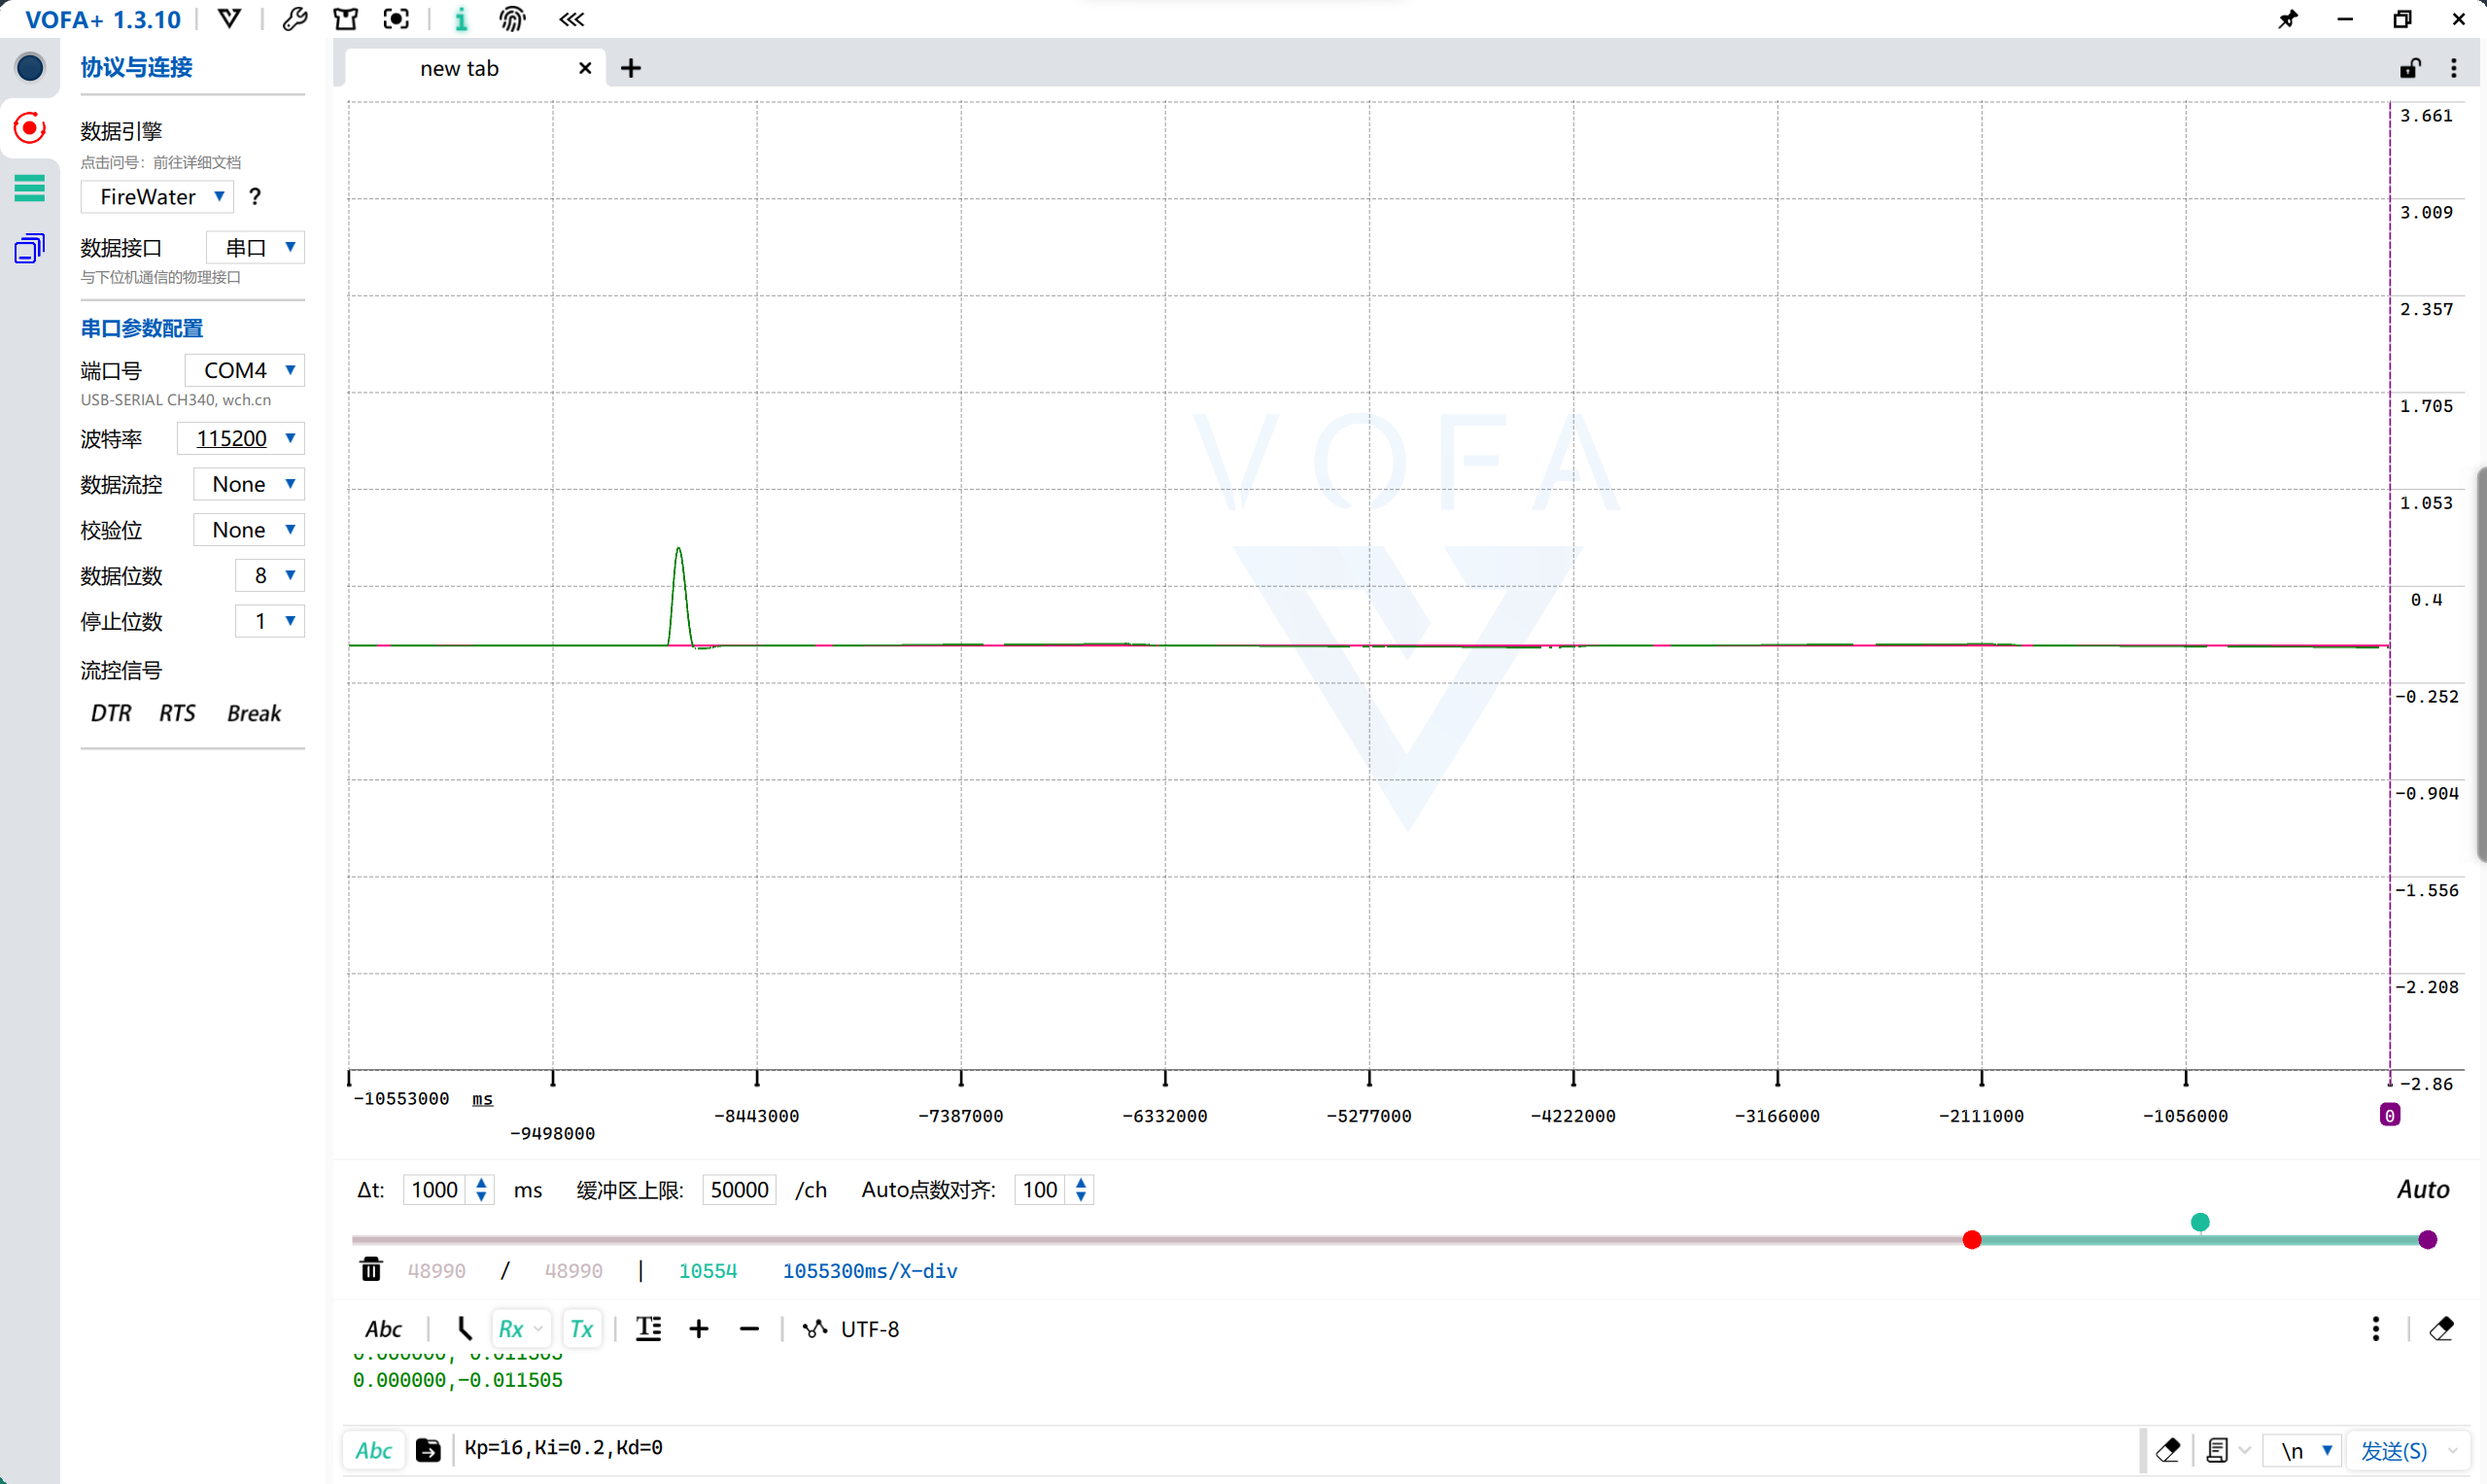 VOFA+ 1.3.10
协议与连接
new tab
数据引擎
点击问号：前往详细文档
FireWater ?
数据接口 串口
与下位机通信的物理接口
串口参数配置
端口号 COM4
USB-SERIAL CH340, wch.cn
波特率 115200
数据流控 None
校验位 None
数据位数 8
停止位数 1
流控信号
DTR RTS Break
VOFA
3.661
3.009
2.357
1.705
1.053
0.4
-0.252
-0.904
-1.556
-2.208
-2.86
-10553000 ms
-9498000
-8443000
-7387000
-6332000
-5277000
-4222000
-3166000
-2111000
-1056000
0
Δt: 1000 ms 缓冲区上限: 50000 /ch Auto点数对齐: 100 Auto
48990 / 48990 | 10554 1055300ms/X-div
Abc Rx Tx UTF-8
0.000000,-0.011505
0.000000,-0.011505
Abc Kp=16,Ki=0.2,Kd=0 \n 发送(S)